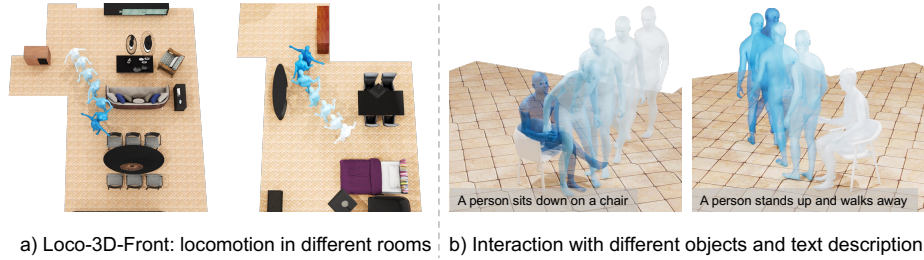 A person sits down on a chair
A person stands up and walks away
a) Loco-3D-Front: locomotion in different rooms
b) Interaction with different objects and text description